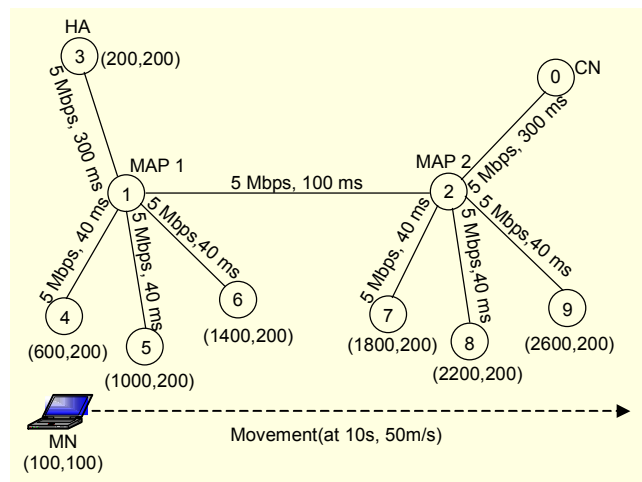 HA
3
(200,200)
0
CN
5 Mbps, 300 ms
5 Mbps, 300 ms
MAP 1
MAP 2
1
5 Mbps, 100 ms
2
5 Mbps, 40 ms
5 Mbps, 40 ms
5 Mbps,40 ms
5 Mbps, 40 ms
5 Mbps,40 ms
5 Mbps,40 ms
4
5
6
7
8
9
(600,200)
(1000,200)
(1400,200)
(1800,200)
(2200,200)
(2600,200)
MN
(100,100)
Movement(at 10s, 50m/s)